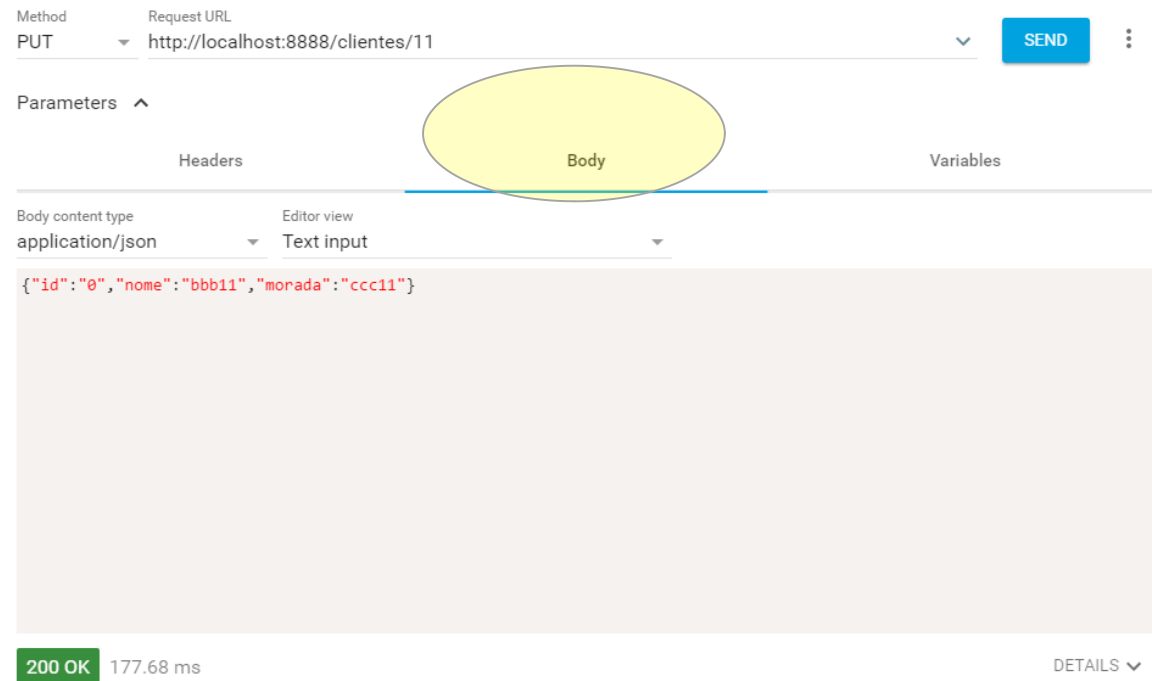 Method Request URL
PUT http://localhost:8888/clientes/11 SEND
Parameters
Headers Body Variables
Body content type Editor view
application/json Text input
{"id":"0","nome":"bbb11","morada":"ccc11"}
200 OK 177.68 ms DETAILS